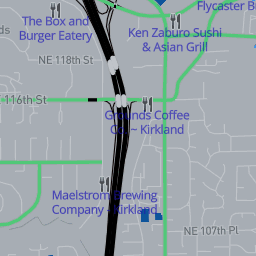 The Box and
Burger Eatery
Flycaster B
Ken Zaburo Sushi
& Asian Grill
NE 118th St
116th St
Grounds Coffee
Co. ~ Kirkland
Maelstrom Brewing
Company - Kirkland
NE 107th Pl